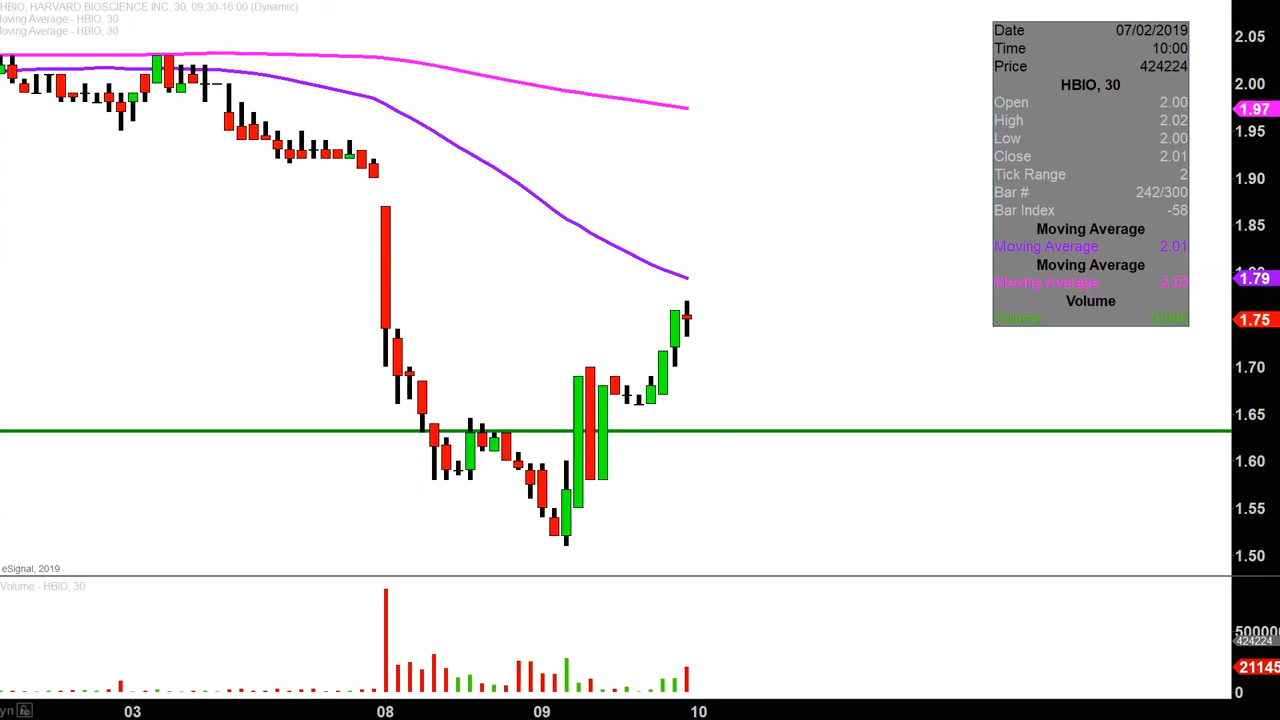 HBIO, HARVARD BIOSCIENCE INC. 30, 09:30-16:00 (Dynamic)
Moving Average - HBIO, 30
Moving Average - HBIO, 30
Date 07/02/2019
Time 10:00
Price 424224
HBIO, 30
Open 2.00
High 2.02
Low 2.00
Close 2.01
Tick Range 2
Bar # 242/300
Bar Index -58
Moving Average
Moving Average 2.01
Moving Average
Moving Average
Volume
Volume
2.05
2.00
1.97
1.95
1.90
1.85
1.79
1.75
1.70
1.65
1.60
1.55
1.50
eSignal, 2019
Volume - HBIO, 30
500000
424224
21145
0
yn
03
08
09
10